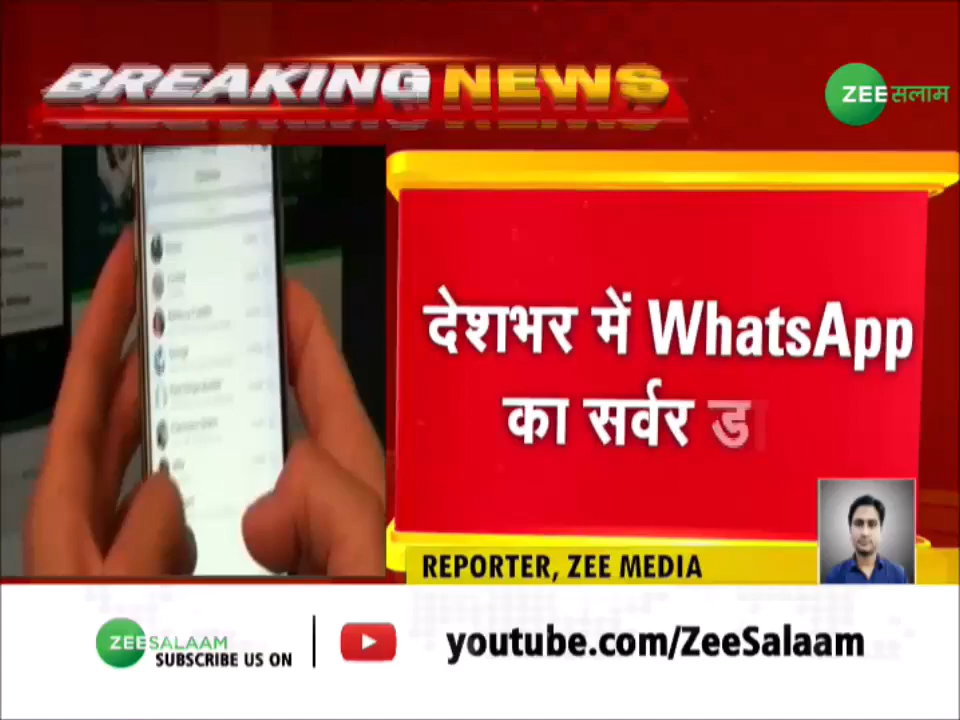 BREAKING NEWS
ZEE सलाम
देशभर में WhatsApp
का सर्वर
REPORTER, ZEE MEDIA
ZEE SALAAM
SUBSCRIBE US ON
youtube.com/ZeeSalaam